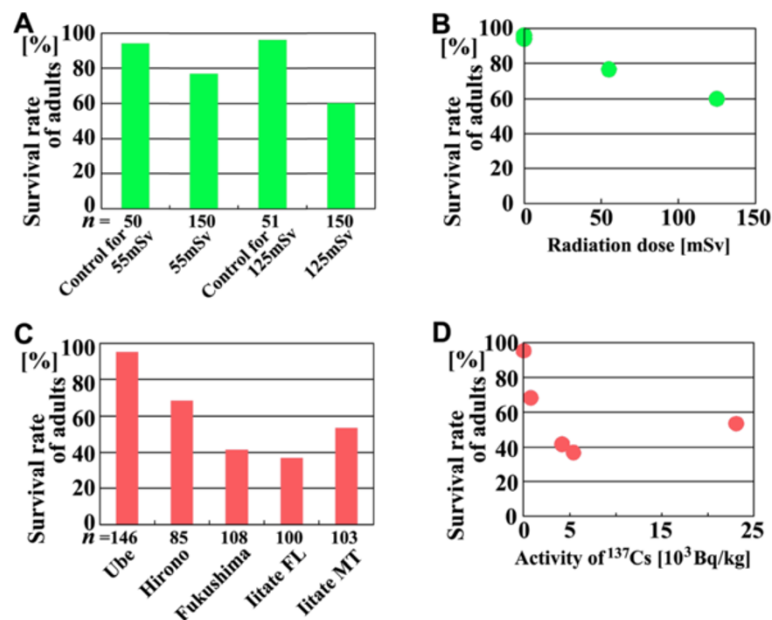 A
[%]
Survival rate
of adults
100
80
60
40
20
0
n = 50 150 51 150
Control for
55mSv
55mSv
Control for
125mSv
125mSv
B
[%]
Survival rate
of adults
100
80
60
40
20
0
0 50 100 150
Radiation dose [mSv]
C
[%]
Survival rate
of adults
100
80
60
40
20
0
n =146 85 108 100 103
Ube
Hirono
Fukushima
Iitate FL
Iitate MT
D
[%]
Survival rate
of adults
100
80
60
40
20
0
0 5 15 25
Activity of ¹³⁷Cs [10³Bq/kg]